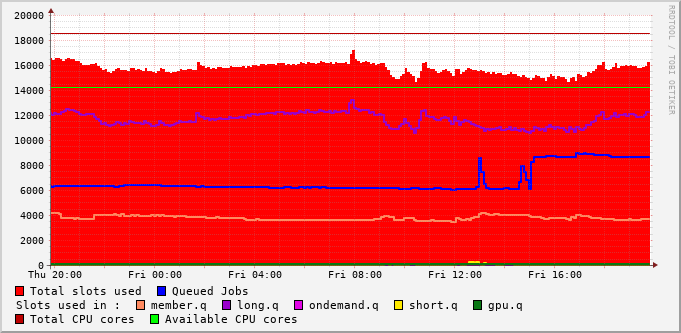 20000
18000
16000
14000
12000
10000
8000
6000
4000
2000
0
Thu 20:00 Fri 00:00 Fri 04:00 Fri 08:00 Fri 12:00 Fri 16:00
RRDTOOL / TOBI OETIKER
Total slots used Queued Jobs
Slots used in : member.q long.q ondemand.q short.q gpu.q
Total CPU cores Available CPU cores